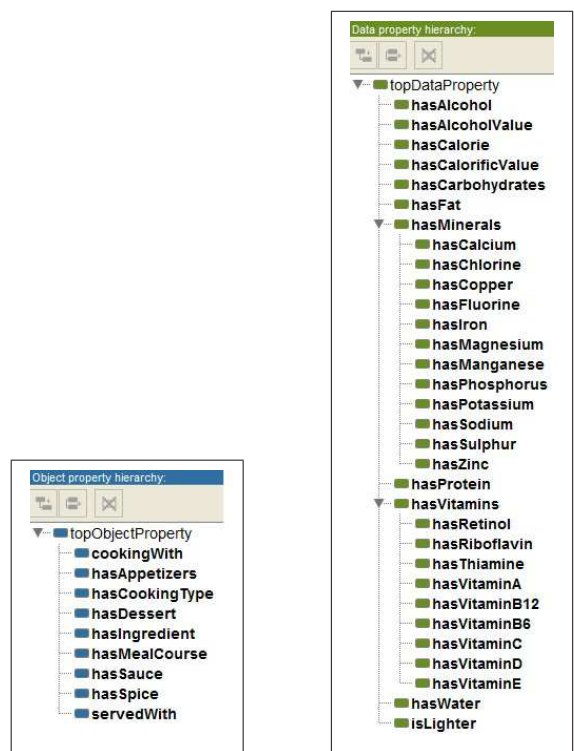 Object property hierarchy:
topObjectProperty
cookingWith
hasAppetizers
hasCookingType
hasDessert
hasIngredient
hasMealCourse
hasSauce
hasSpice
servedWith
Data property hierarchy:
topDataProperty
hasAlcohol
hasAlcoholValue
hasCalorie
hasCalorificValue
hasCarbohydrates
hasFat
hasMinerals
hasCalcium
hasChlorine
hasCopper
hasFluorine
hasIron
hasMagnesium
hasManganese
hasPhosphorus
hasPotassium
hasSodium
hasSulphur
hasZinc
hasProtein
hasVitamins
hasRetinol
hasRiboflavin
hasThiamine
hasVitaminA
hasVitaminB12
hasVitaminB6
hasVitaminC
hasVitaminD
hasVitaminE
hasWater
isLighter